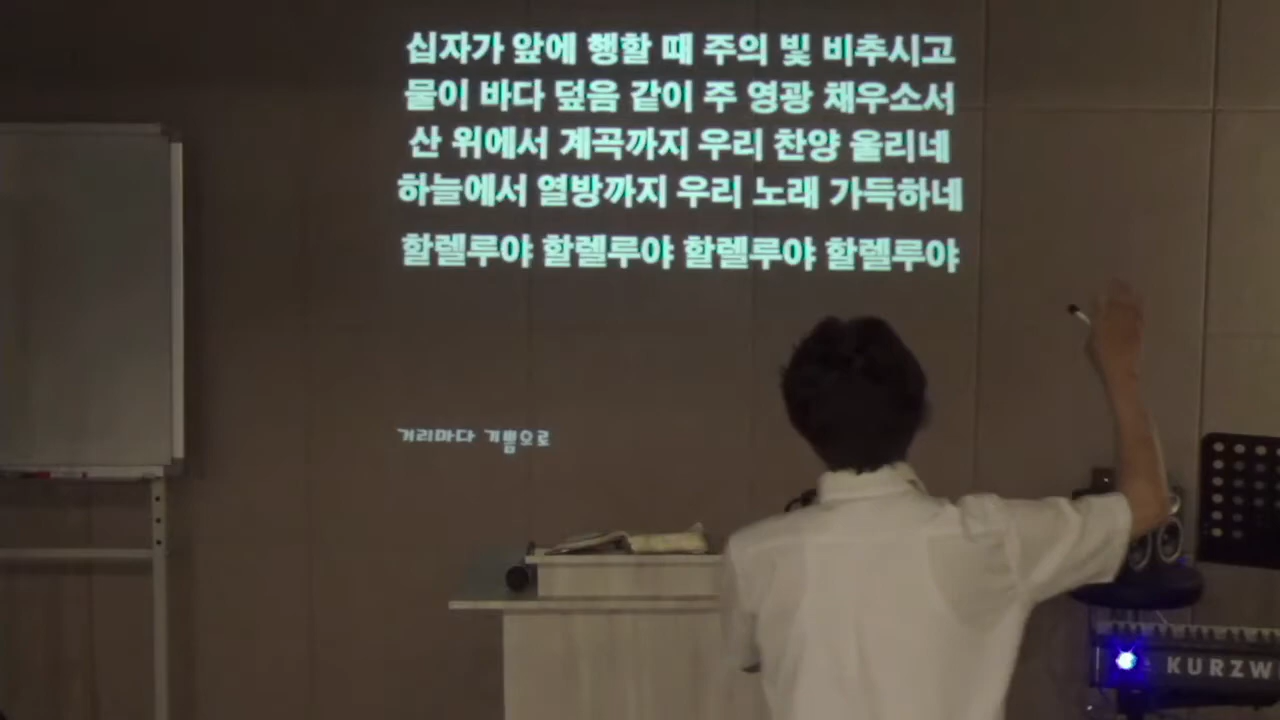 십자가 앞에 행할 때 주의 빛 비추시고
물이 바다 덮음 같이 주 영광 채우소서
산 위에서 계곡까지 우리 찬양 올리네
하늘에서 열방까지 우리 노래 가득하네
할렐루야 할렐루야 할렐루야 할렐루야
거리마다 기쁨으로
KURZW